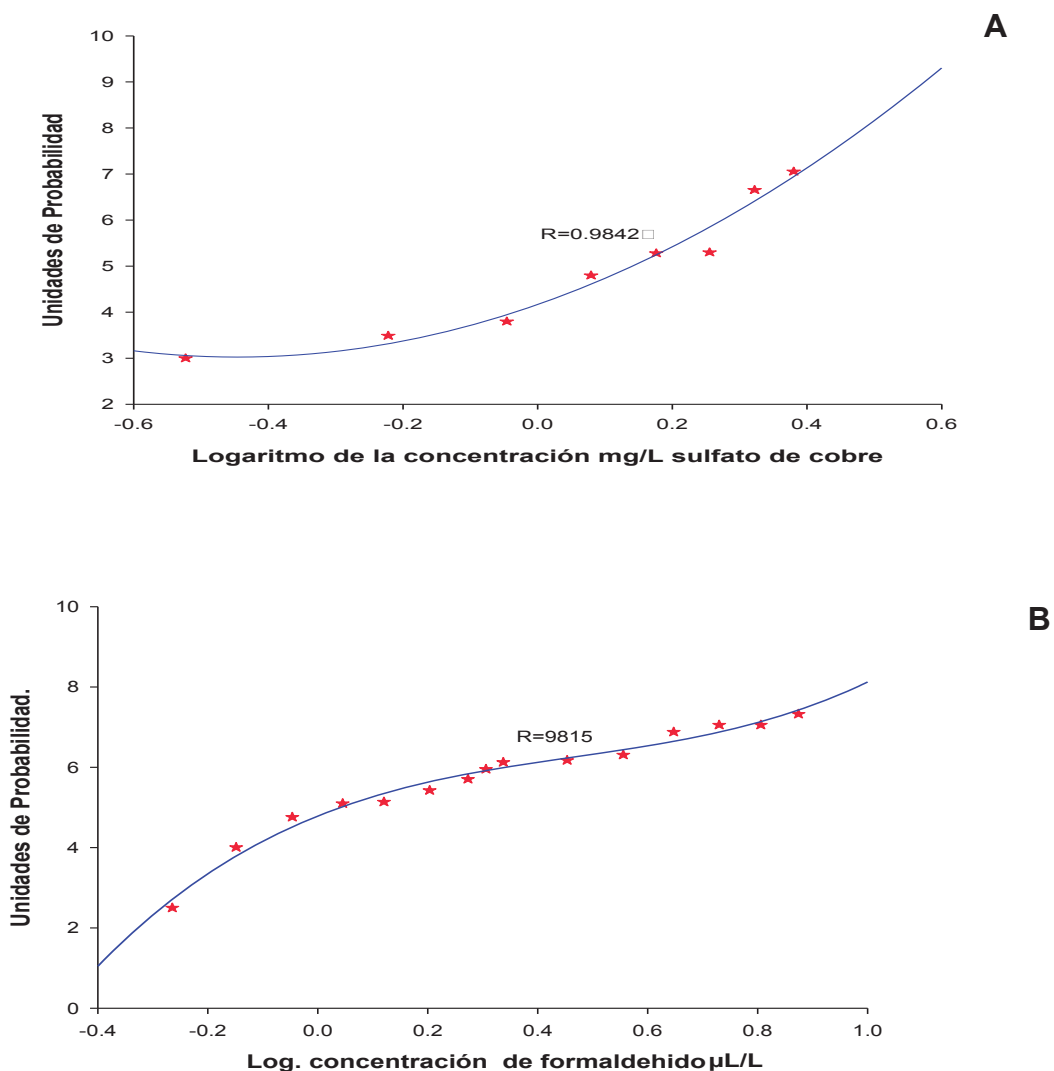 A
10
9
8
7
6
5
4
3
2
Unidades de Probabilidad
R=0.9842□
-0.6 -0.4 -0.2 0.0 0.2 0.4 0.6
Logaritmo de la concentración mg/L sulfato de cobre
B
10
8
6
4
2
0
Unidades de Probabilidad.
R=9815
-0.4 -0.2 0.0 0.2 0.4 0.6 0.8 1.0
Log. concentración de formaldehidoµL/L